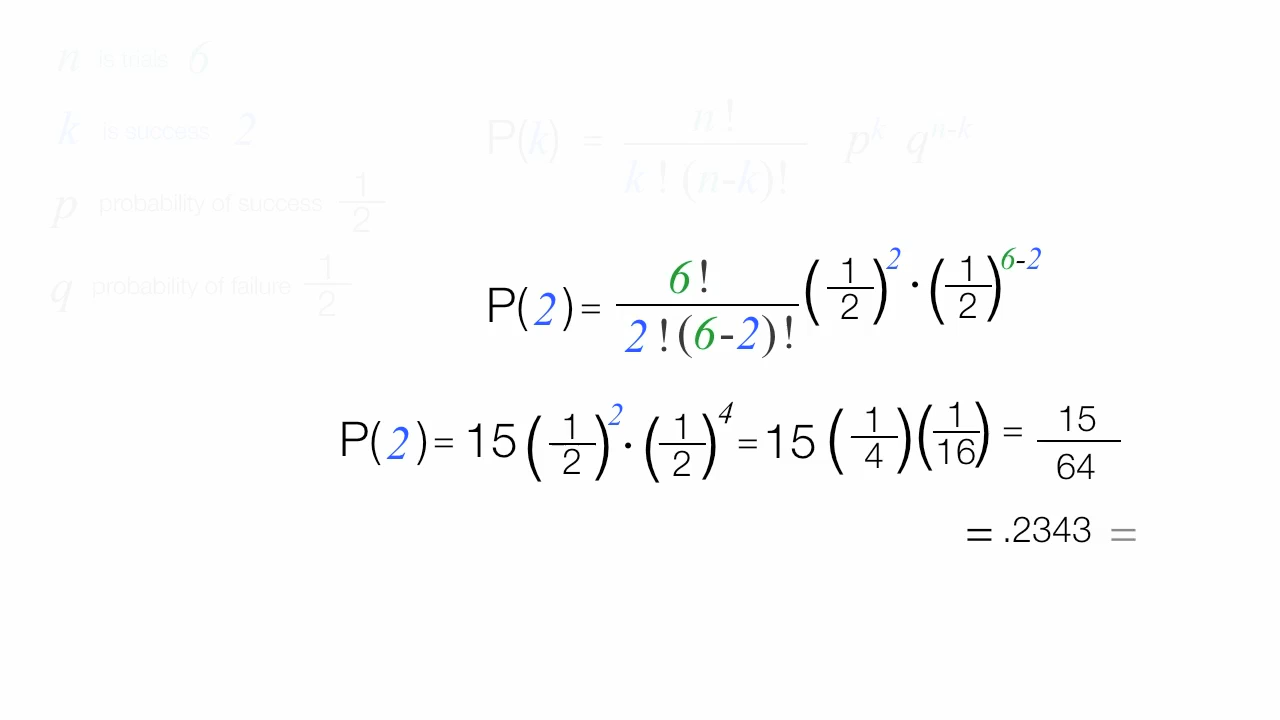 n is trials 6
k is success 2
P(k) = n! / k!(n-k)! p^k q^n-k
p probability of success 1/2
q probability of failure 1/2
P(2) = 6! / 2!(6-2)! (1/2)^2 · (1/2)^6-2
P(2) = 15 (1/2)^2 · (1/2)^4 = 15 (1/4)(1/16) = 15/64
= .2343 =